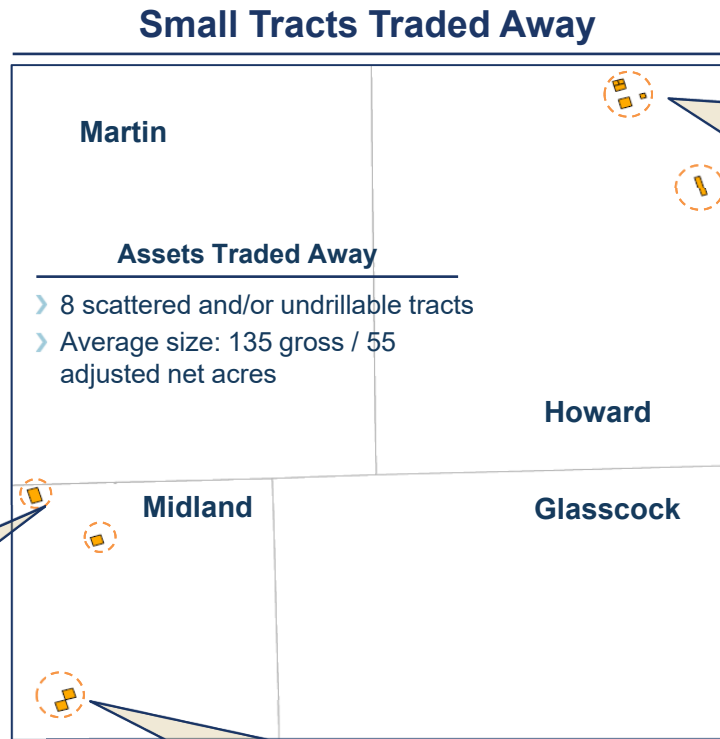 Small Tracts Traded Away
Martin
Assets Traded Away
› 8 scattered and/or undrillable tracts
› Average size: 135 gross / 55
adjusted net acres
Howard
Midland
Glasscock